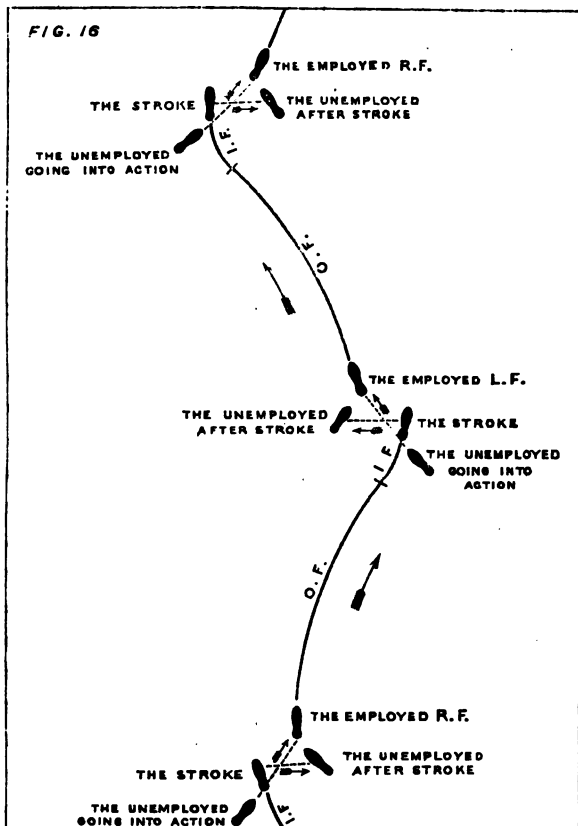 FIG. 16
THE EMPLOYED R.F.
THE STROKE
THE UNEMPLOYED
AFTER STROKE
THE UNEMPLOYED
GOING INTO ACTION
I.F.
O.F.
THE EMPLOYED L.F.
THE UNEMPLOYED
AFTER STROKE
THE STROKE
THE UNEMPLOYED
GOING INTO
ACTION
I.F.
O.F.
THE EMPLOYED R.F.
THE UNEMPLOYED
AFTER STROKE
THE STROKE
THE UNEMPLOYED
GOING INTO ACTION
I.F.